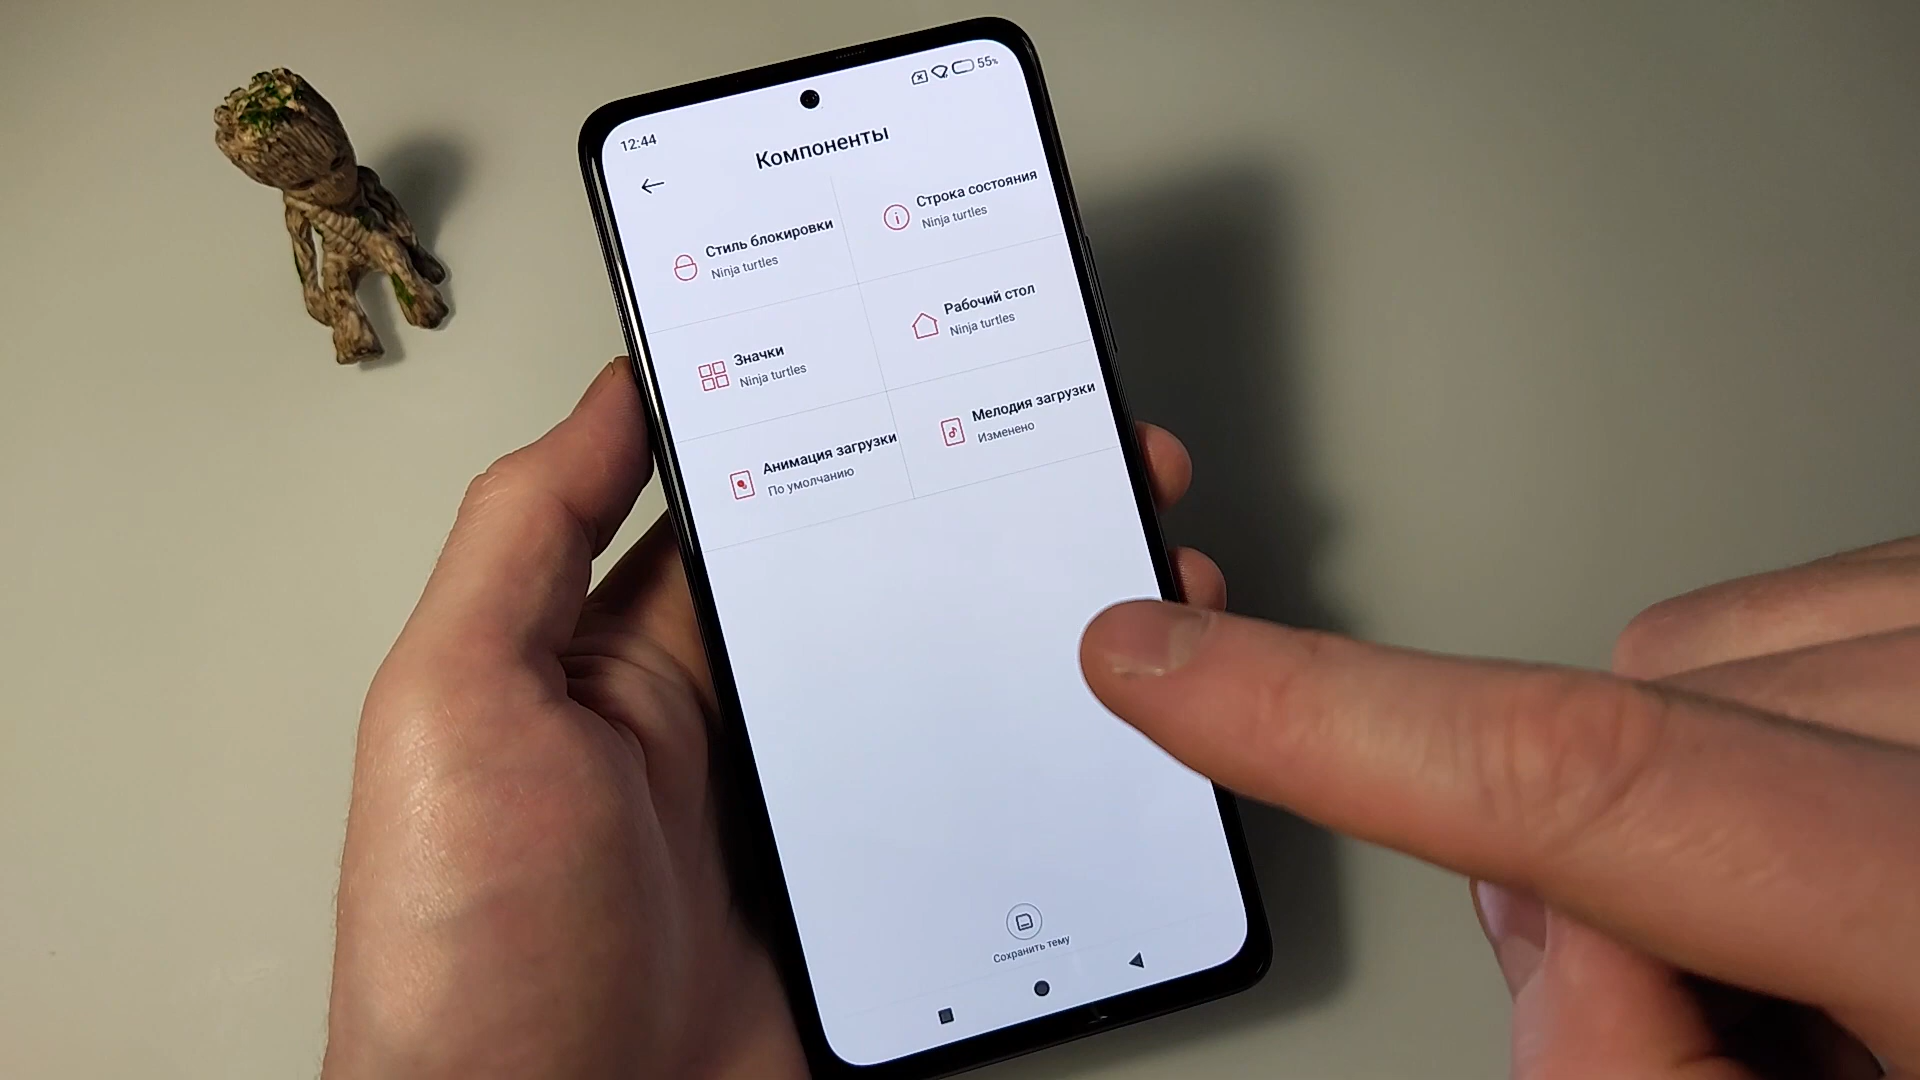 12:44
55%
Компоненты
Стиль блокировки
Ninja turtles
Строка состояния
Ninja turtles
Значки
Ninja turtles
Рабочий стол
Ninja turtles
Анимация загрузки
По умолчанию
Мелодия загрузки
Изменено
Сохранить тему